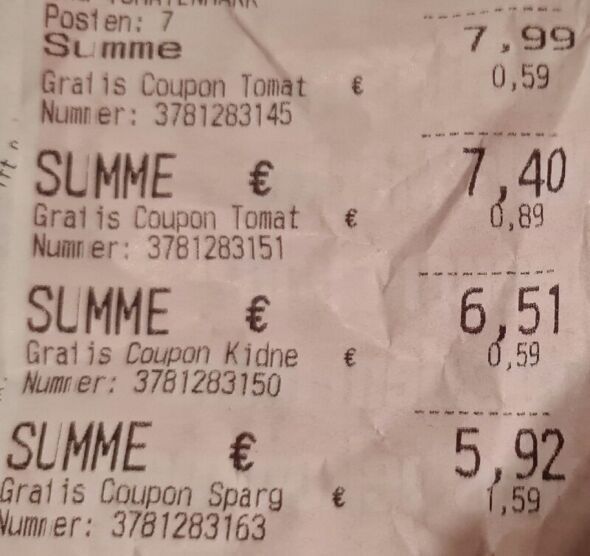 Posten: 7
Summe 7,99
Gratis Coupon Tomat € 0,59
Nummer: 3781283145
SUMME € 7,40
Gratis Coupon Tomat € 0,89
Nummer: 3781283151
SUMME € 6,51
Gratis Coupon Kidne € 0,59
Nummer: 3781283150
SUMME € 5,92
Gratis Coupon Sparg € 1,59
Nummer: 3781283163